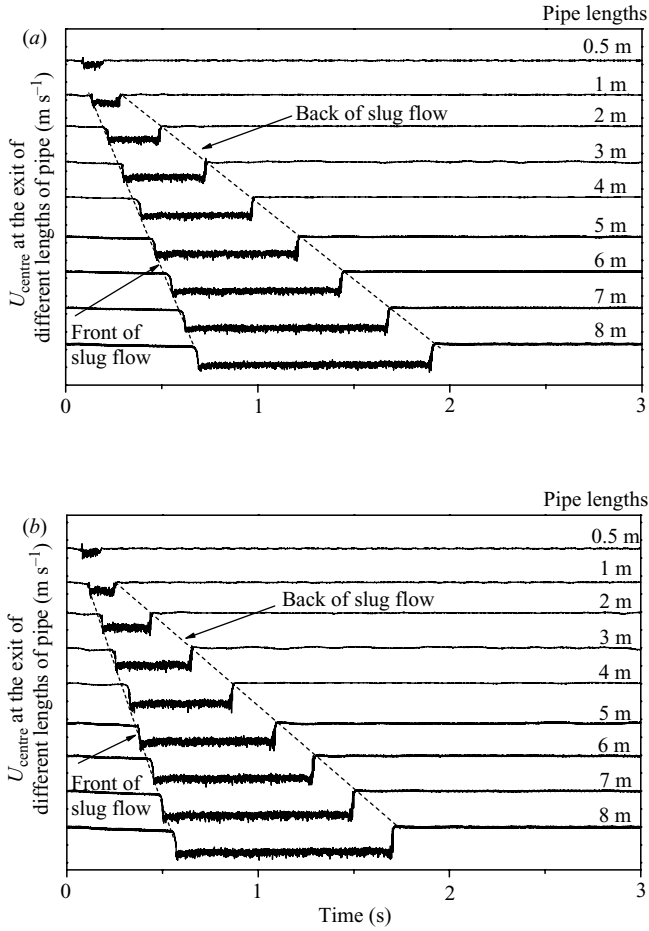 Pipe lengths
(a)
0.5 m
1 m
2 m
3 m
4 m
5 m
6 m
7 m
8 m
Back of slug flow
Front of
slug flow
U centre at the exit of
different lengths of pipe (m s⁻¹)
0 1 2 3
Pipe lengths
(b)
0.5 m
1 m
2 m
3 m
4 m
5 m
6 m
7 m
8 m
Back of slug flow
Front of
slug flow
U centre at the exit of
different lengths of pipe (m s⁻¹)
0 1 2 3
Time (s)